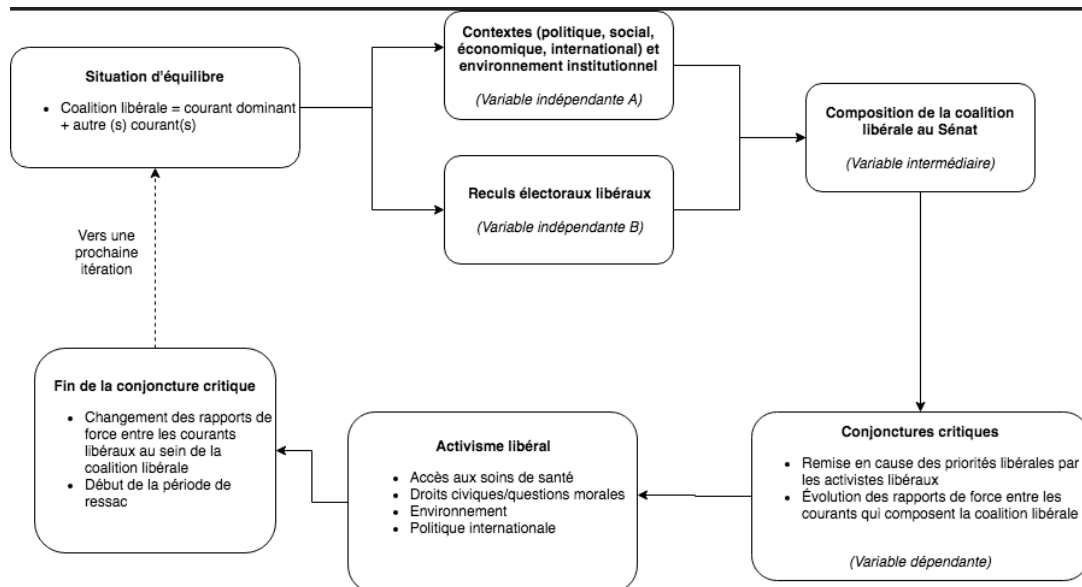 Situation d'équilibre
• Coalition libérale = courant dominant
+ autre (s) courant(s)
Contextes (politique, social,
économique, international) et
environnement institutionnel
(Variable indépendante A)
Reculs électoraux libéraux
(Variable indépendante B)
Composition de la coalition
libérale au Sénat
(Variable intermédiaire)
Conjonctures critiques
• Remise en cause des priorités libérales par
les activistes libéraux
• Évolution des rapports de force entre les
courants qui composent la coalition libérale
(Variable dépendante)
Activisme libéral
• Accès aux soins de santé
• Droits civiques/questions morales
• Environnement
• Politique internationale
Fin de la conjoncture critique
• Changement des rapports de
force entre les courants
libéraux au sein de la
coalition libérale
• Début de la période de
ressac
Vers une
prochaine
itération